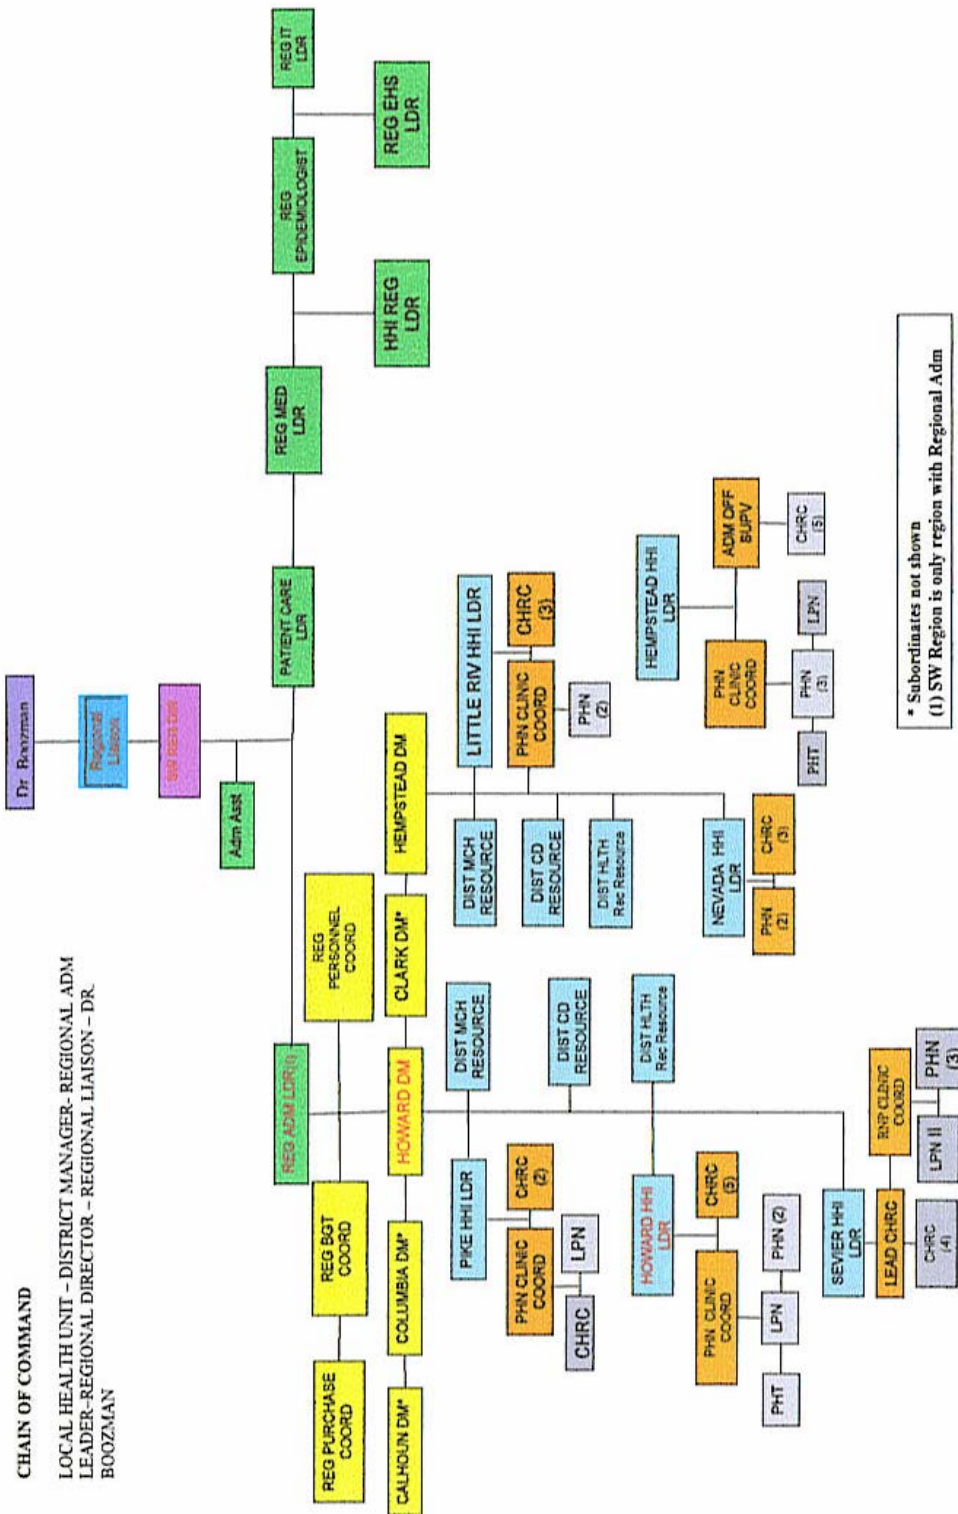 CHAIN OF COMMAND
LOCAL HEALTH UNIT – DISTRICT MANAGER- REGIONAL ADM
LEADER–REGIONAL DIRECTOR – REGIONAL LIAISON – DR.
BOOZMAN
Dr Boozman
Regional
Liaison
SW REG DIR
Adm Asst
REG ADM LDR(1)
PATIENT CARE
LDR
REG MED
LDR
REG
EPIDEMIOLOGIST
REG IT
LDR
HHI REG
LDR
REG EHS
LDR
REG PURCHASE
COORD
REG BGT
COORD
REG
PERSONNEL
COORD
CALHOUN DM*
COLUMBIA DM*
HOWARD DM
CLARK DM*
HEMPSTEAD DM
PIKE HHI LDR
DIST MCH
RESOURCE
PHN CLINIC
COORD
CHRC
(2)
CHRC
LPN
DIST CD
RESOURCE
HOWARD HHI
LDR
DIST HLTH
Rec Resource
PHN CLINIC
COORD
CHRC
(5)
PHT
LPN
PHN (2)
SEVIER HHI
LDR
LEAD CHRC
RNP CLINIC
COORD
CHRC
(4)
LPN II
PHN
(3)
DIST MCH
RESOURCE
LITTLE RIV HHI LDR
PHN CLINIC
COORD
CHRC
(3)
PHN
(2)
DIST CD
RESOURCE
DIST HLTH
Rec Resource
NEVADA HHI
LDR
PHN
(2)
CHRC
(3)
HEMPSTEAD HHI
LDR
PHN
CLINIC
COORD
ADM OFF
SUPV
PHT
PHN
(3)
LPN
CHRC
(5)
* Subordinates not shown
(1) SW Region is only region with Regional Adm